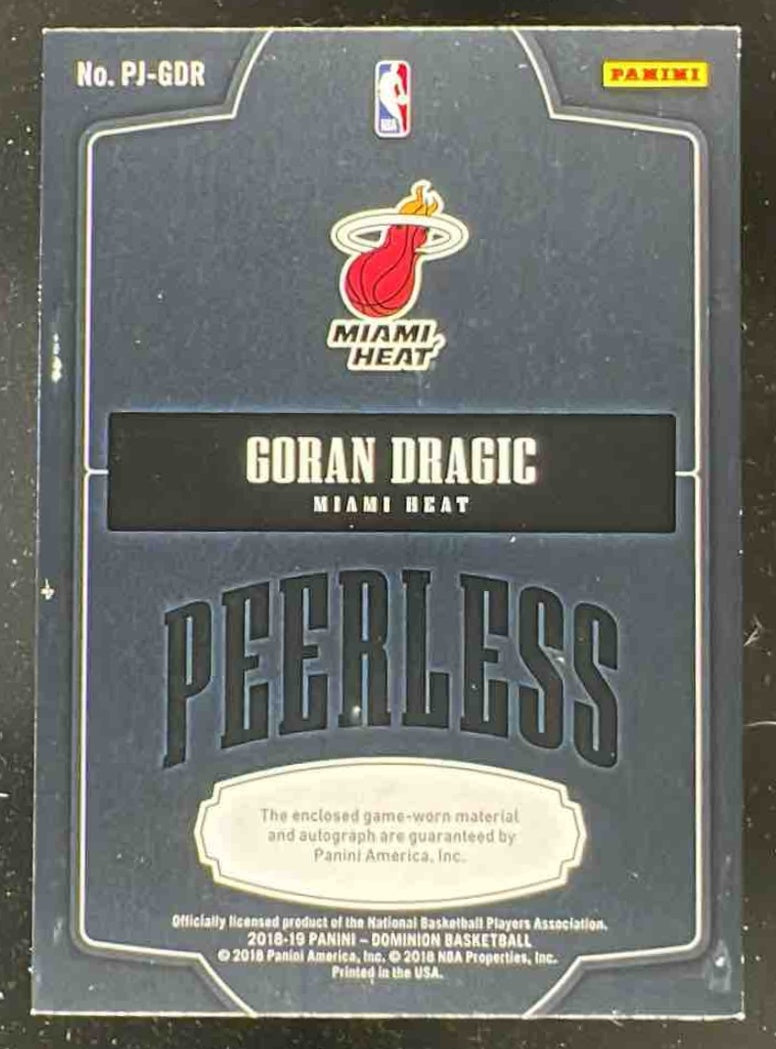 No. PJ-GDR
NBA
PANINI
MIAMI
HEAT
GORAN DRAGIC
MIAMI HEAT
PEERLESS
The enclosed game-worn material
and autograph are guaranteed by
Panini America, Inc.
Officially licensed product of the National Basketball Players Association.
2018-19 PANINI – DOMINION BASKETBALL
© 2018 Panini America, Inc. © 2018 NBA Properties, Inc.
Printed in the USA.